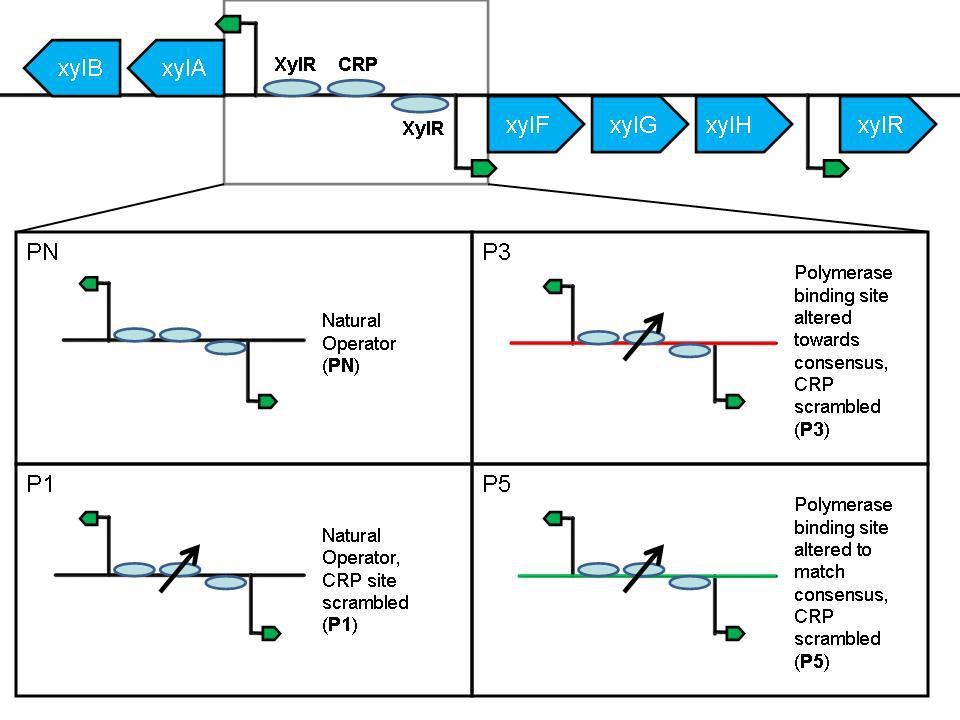 xylB
xylA
XylR
CRP
XylR
xylF
xylG
xylH
xylR
PN
Natural
Operator
(PN)
P3
Polymerase
binding site
altered
towards
consensus,
CRP
scrambled
(P3)
P1
Natural
Operator,
CRP site
scrambled
(P1)
P5
Polymerase
binding site
altered to
match
consensus,
CRP
scrambled
(P5)